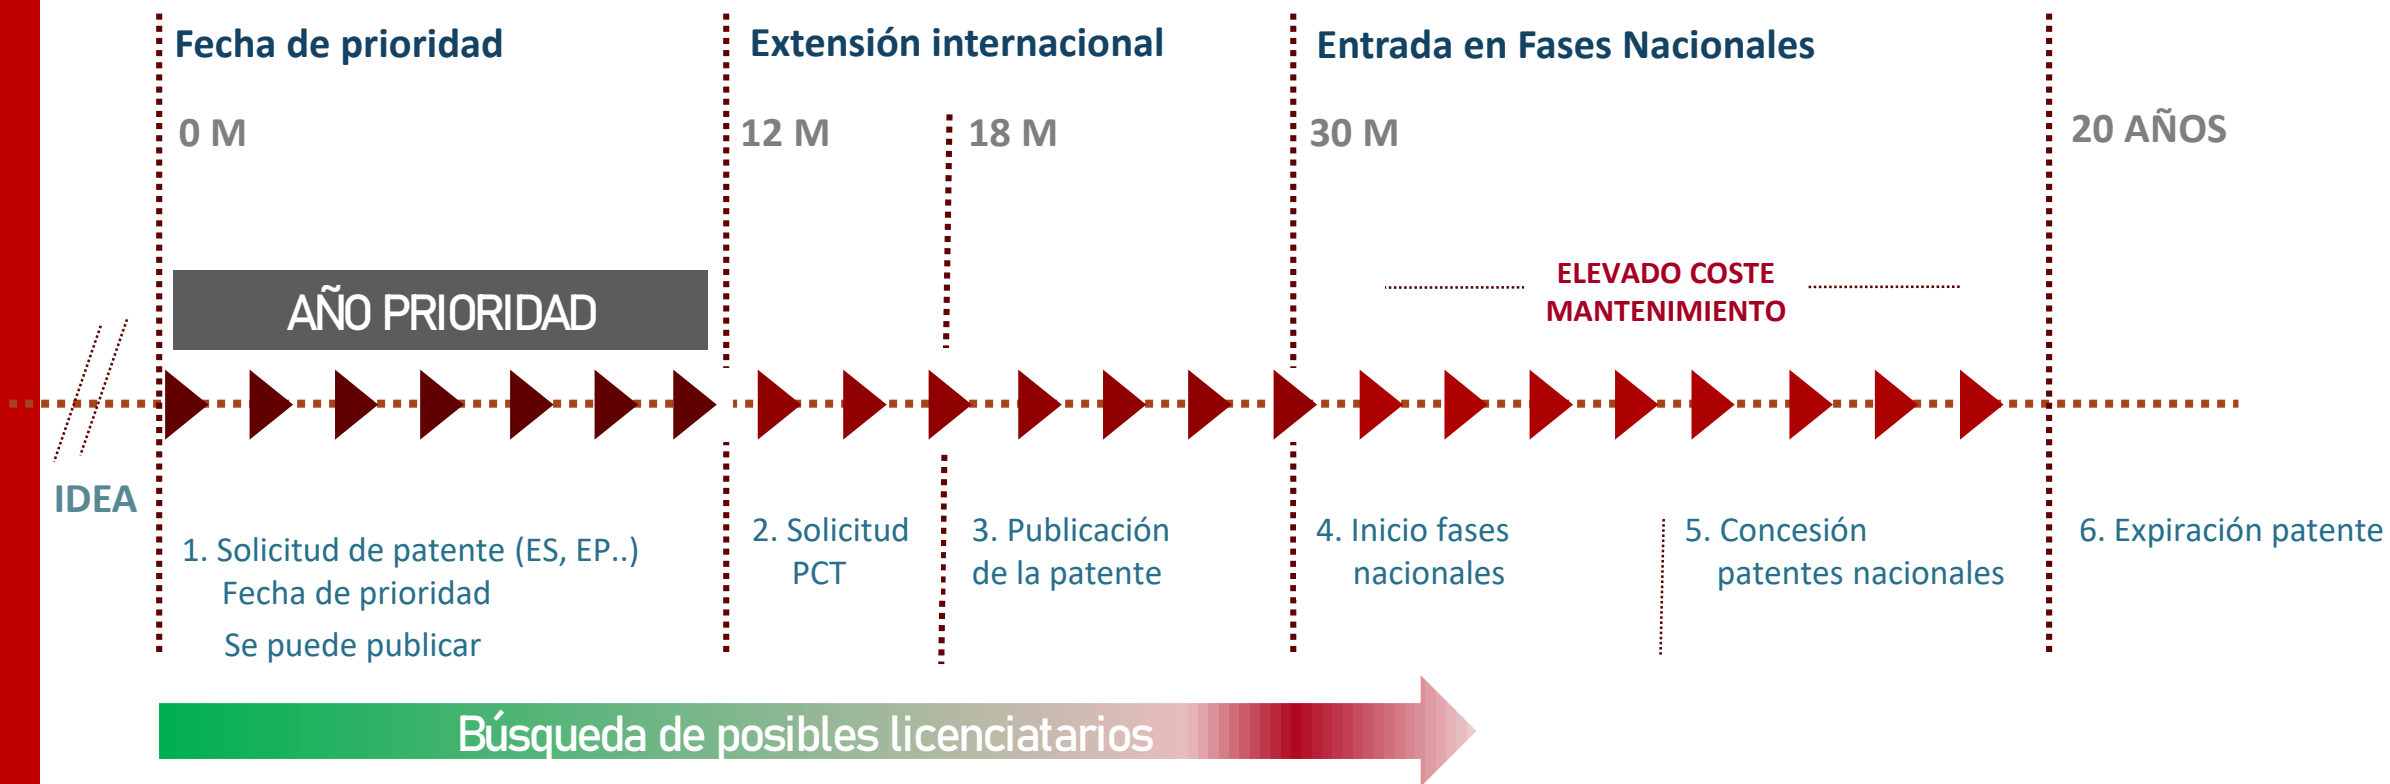 Fecha de prioridad
Extensión internacional
Entrada en Fases Nacionales
0 M
12 M
18 M
30 M
20 AÑOS
AÑO PRIORIDAD
ELEVADO COSTE
MANTENIMIENTO
IDEA
1. Solicitud de patente (ES, EP..)
Fecha de prioridad
Se puede publicar
2. Solicitud
PCT
3. Publicación
de la patente
4. Inicio fases
nacionales
5. Concesión
patentes nacionales
6. Expiración patente
Búsqueda de posibles licenciatarios